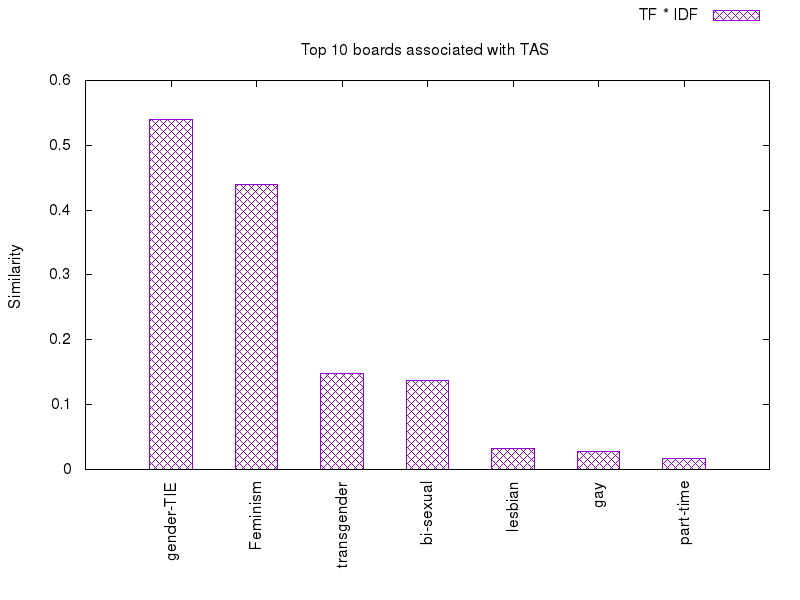 TF * IDF
Top 10 boards associated with TAS
Similarity
0.6
0.5
0.4
0.3
0.2
0.1
0
gender-TIE
Feminism
transgender
bi-sexual
lesbian
gay
part-time